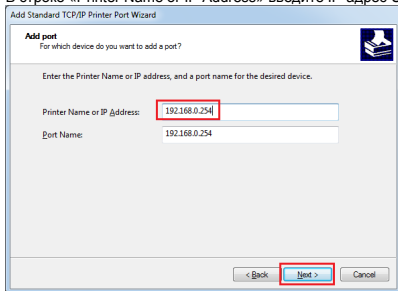 В строке «Printer Name or IP Address» введите IP адрес
Add Standard TCP/IP Printer Port Wizard
Add port
For which device do you want to add a port?
Enter the Printer Name or IP address, and a port name for the desired device.
Printer Name or IP Address: 192.168.0.254
Port Name: 192.168.0.254
< Back Next > Cancel